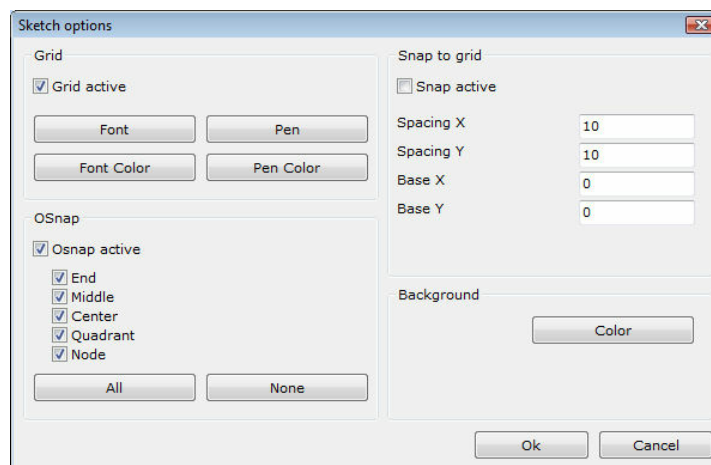 Sketch options
Grid
Grid active
Font
Pen
Font Color
Pen Color
OSnap
Osnap active
End
Middle
Center
Quadrant
Node
All
None
Snap to grid
Snap active
Spacing X 10
Spacing Y 10
Base X 0
Base Y 0
Background
Color
Ok
Cancel